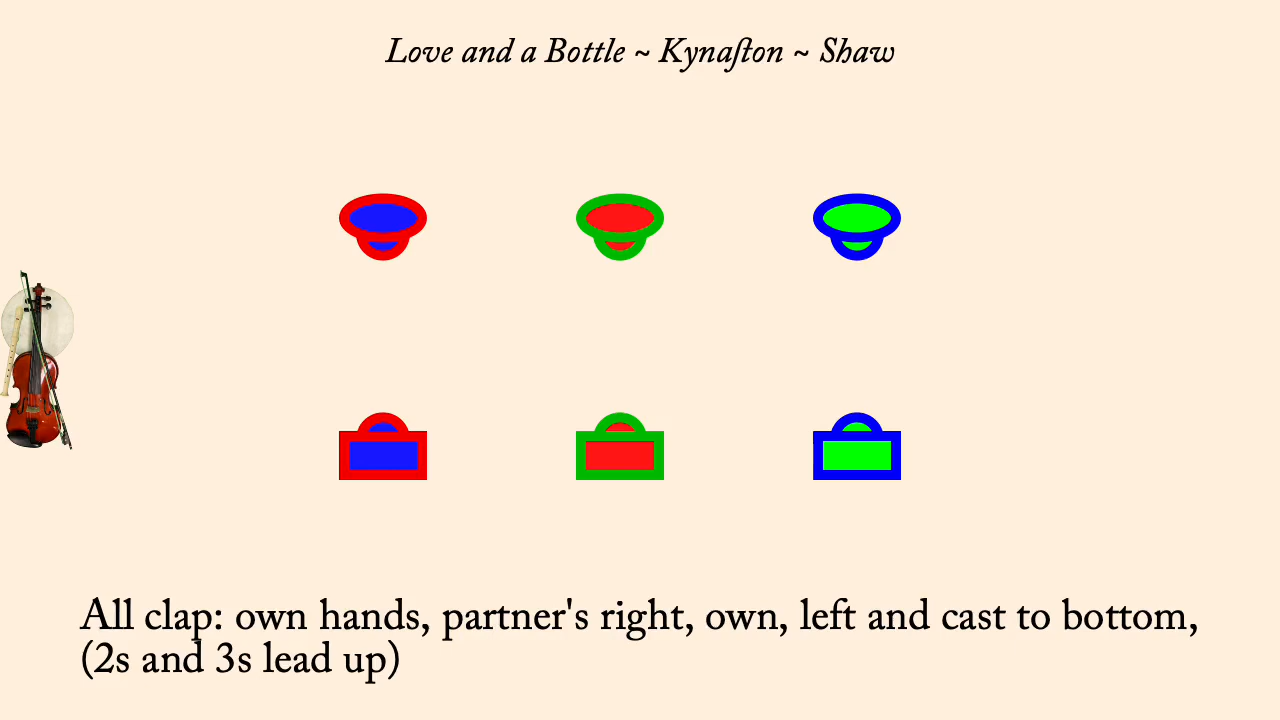 Love and a Bottle ~ Kynaſton ~ Shaw
All clap: own hands, partner's right, own, left and cast to bottom,
(2s and 3s lead up)